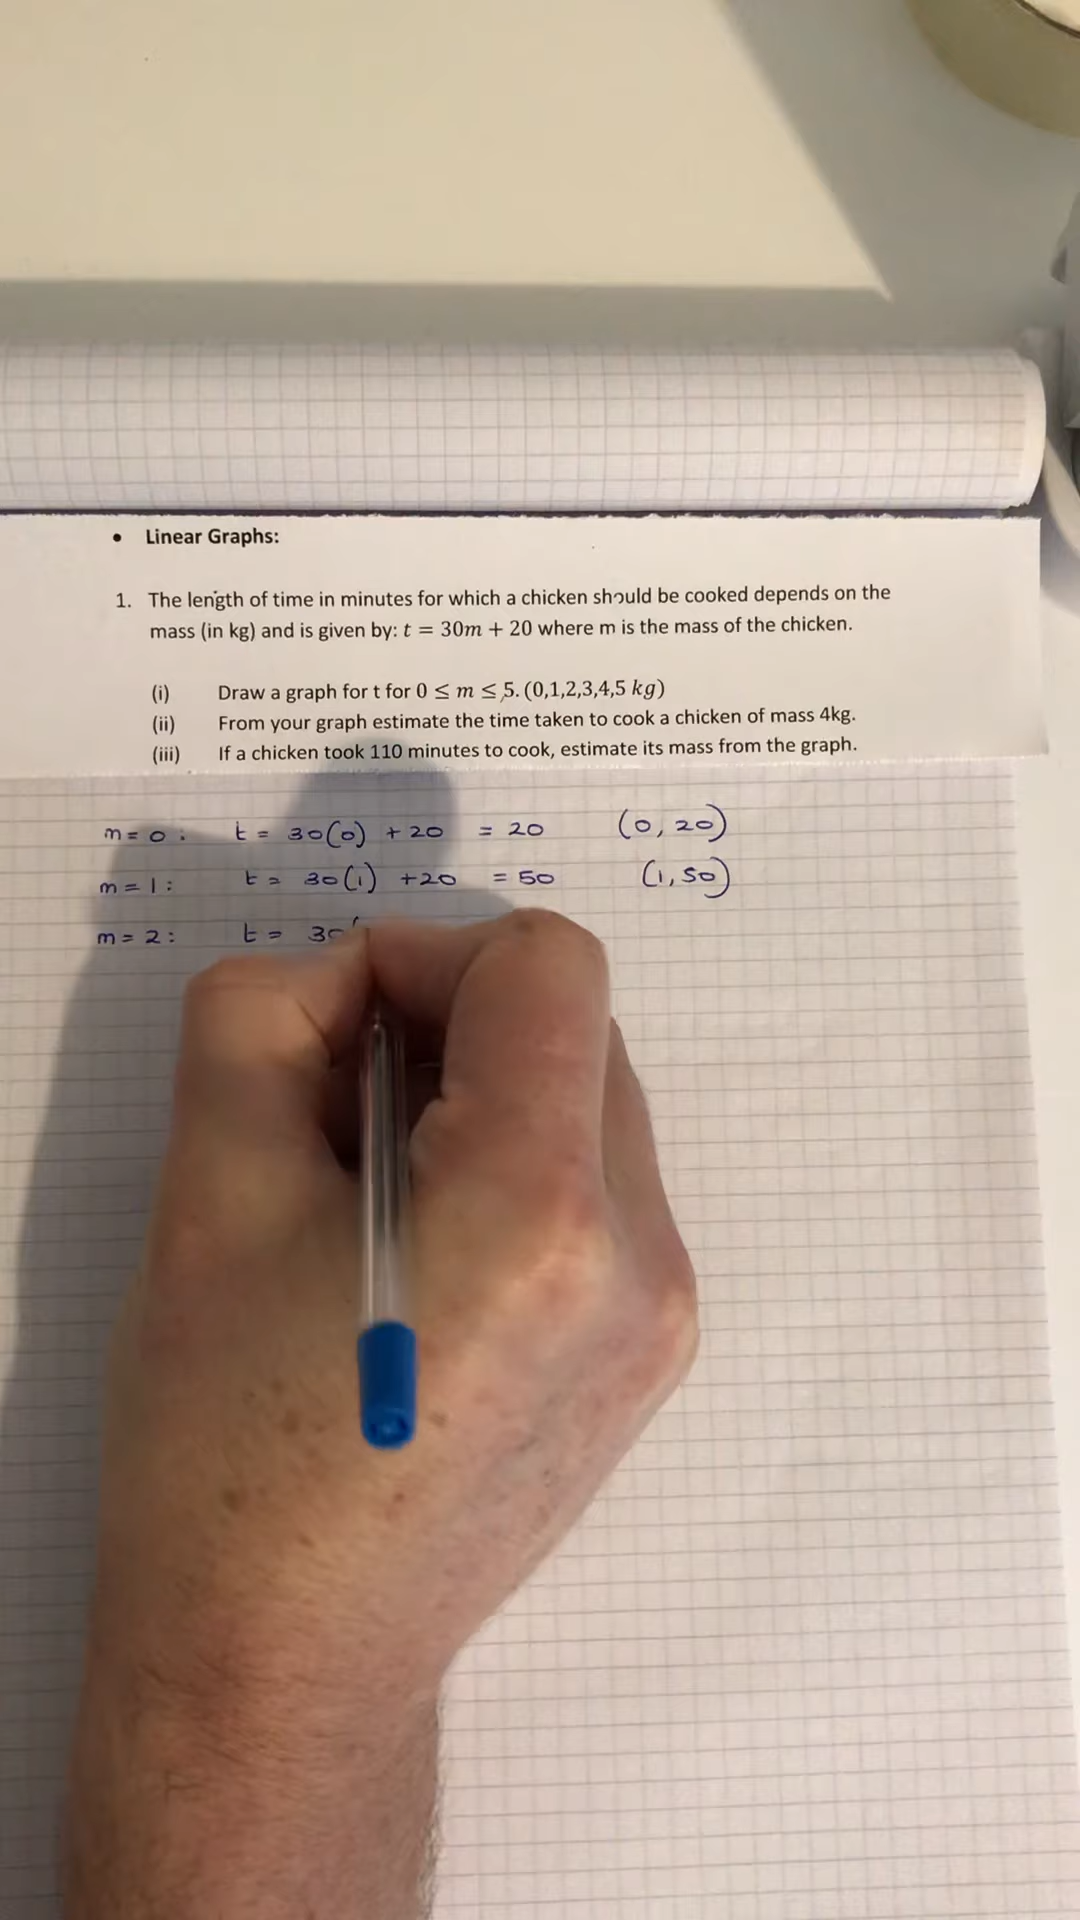 • Linear Graphs:
1. The length of time in minutes for which a chicken should be cooked depends on the
mass (in kg) and is given by: t = 30m + 20 where m is the mass of the chicken.
(i) Draw a graph for t for 0 ≤ m ≤ 5. (0,1,2,3,4,5 kg)
(ii) From your graph estimate the time taken to cook a chicken of mass 4kg.
(iii) If a chicken took 110 minutes to cook, estimate its mass from the graph.
m = 0 : t = 30(0) + 20 = 20 (0, 20)
m = 1 : t = 30(1) +20 = 50 (1, 50)
m = 2 : t = 30(